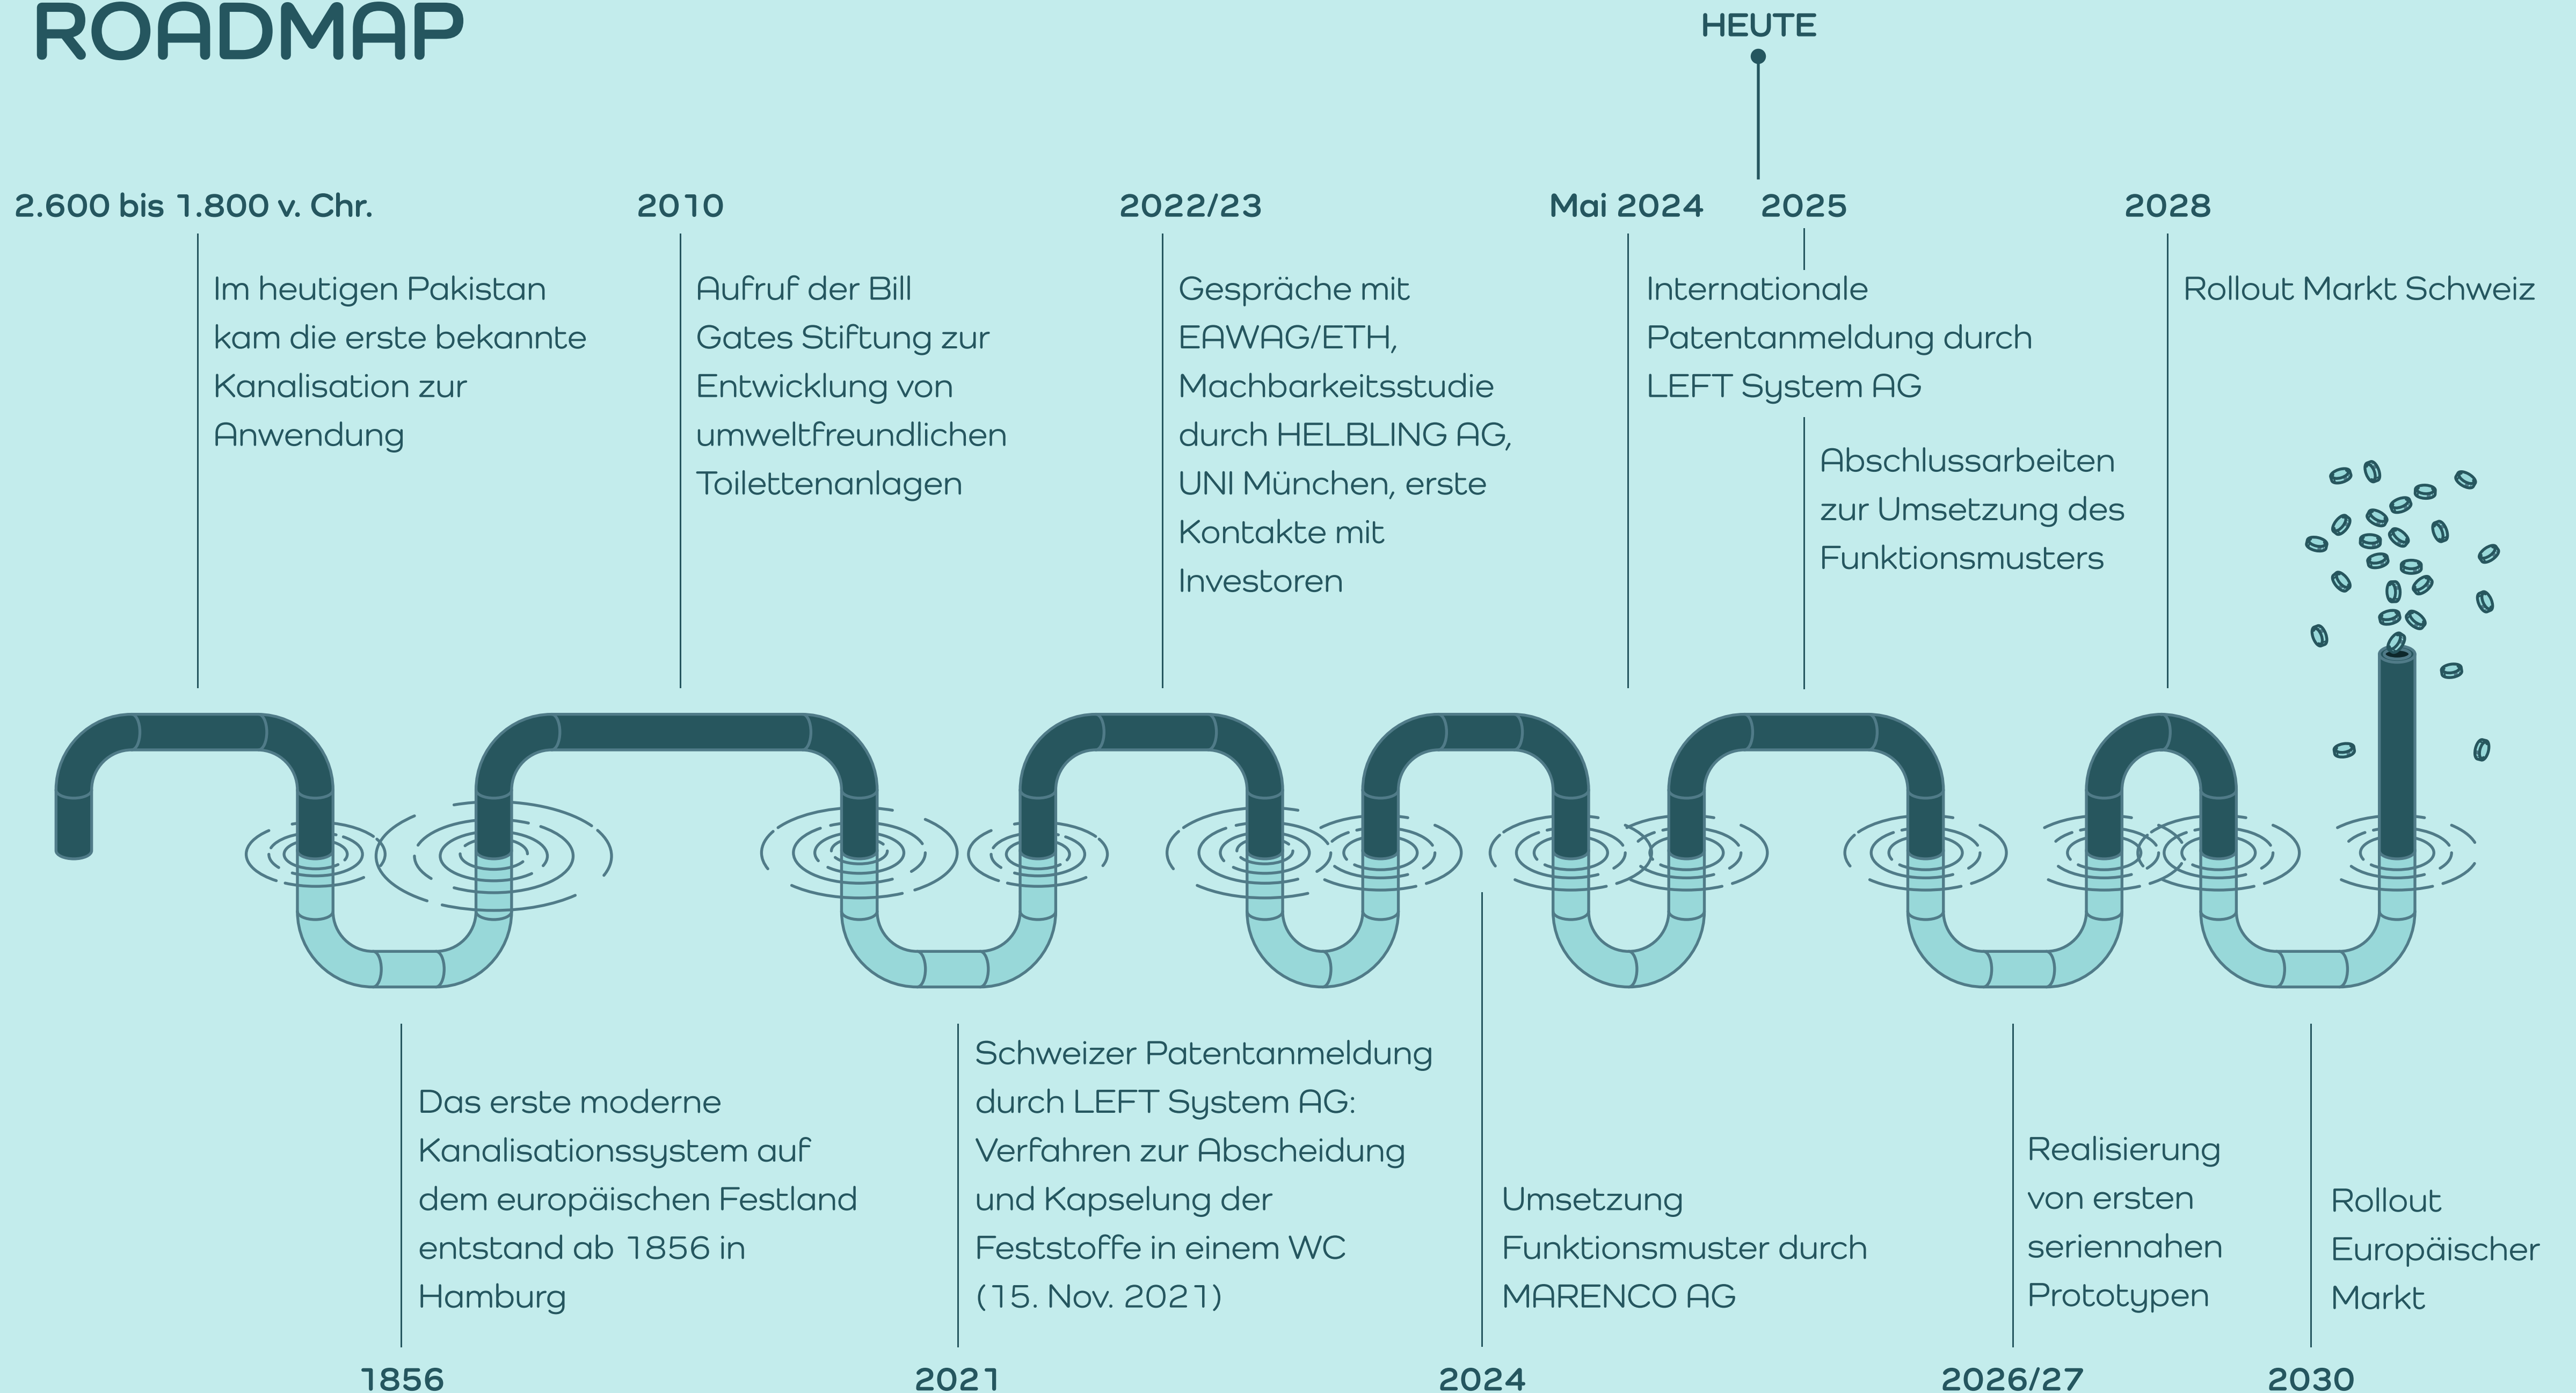 ROADMAP
HEUTE
2.600 bis 1.800 v. Chr.
Im heutigen Pakistan
kam die erste bekannte
Kanalisation zur
Anwendung
2010
Aufruf der Bill
Gates Stiftung zur
Entwicklung von
umweltfreundlichen
Toilettenanlagen
2022/23
Gespräche mit
EAWAG/ETH,
Machbarkeitsstudie
durch HELBLING AG,
UNI München, erste
Kontakte mit
Investoren
Mai 2024
Internationale
Patentanmeldung durch
LEFT System AG
2025
Abschlussarbeiten
zur Umsetzung des
Funktionsmusters
2028
Rollout Markt Schweiz
Das erste moderne
Kanalisationssystem auf
dem europäischen Festland
entstand ab 1856 in
Hamburg
1856
Schweizer Patentanmeldung
durch LEFT System AG:
Verfahren zur Abscheidung
und Kapselung der
Feststoffe in einem WC
(15. Nov. 2021)
2021
Umsetzung
Funktionsmuster durch
MARENCO AG
2024
Realisierung
von ersten
seriennahen
Prototypen
2026/27
Rollout
Europäischer
Markt
2030